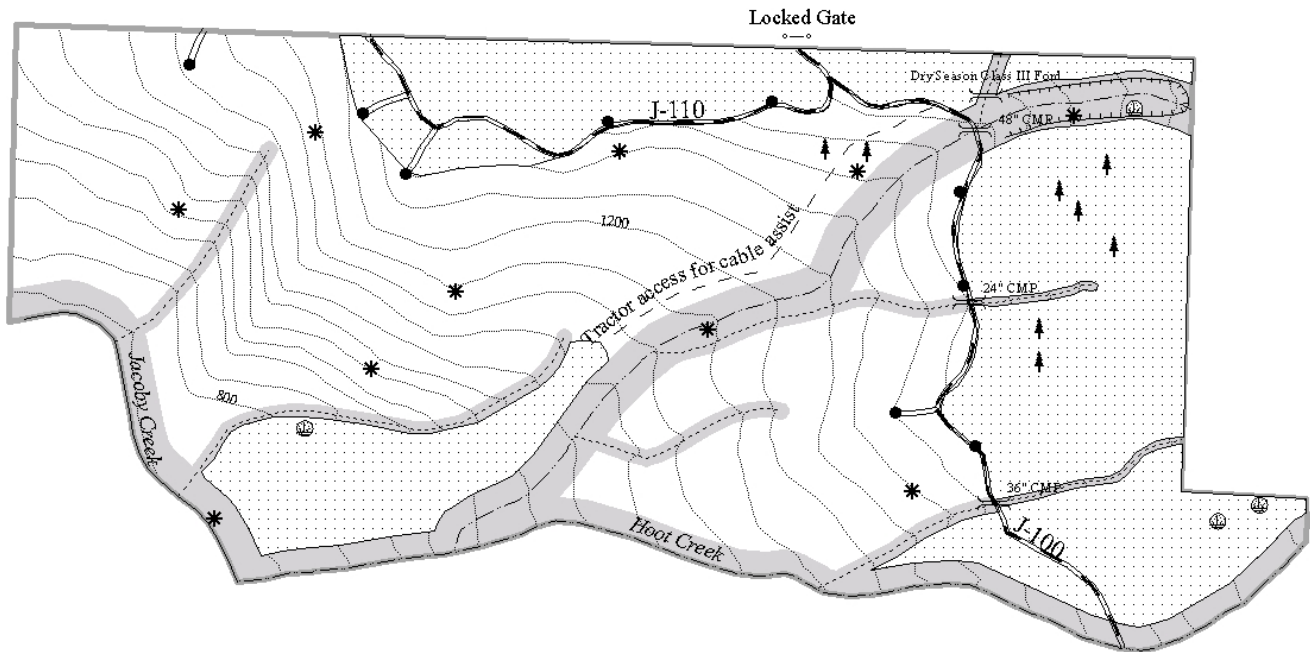 Locked Gate
Dry Season Class III Ford
J-110
48" CMP
1200
Tractor access for cable assist
24" CMP
Jacoby Creek
800
36" CMP
Hoot Creek
J-100